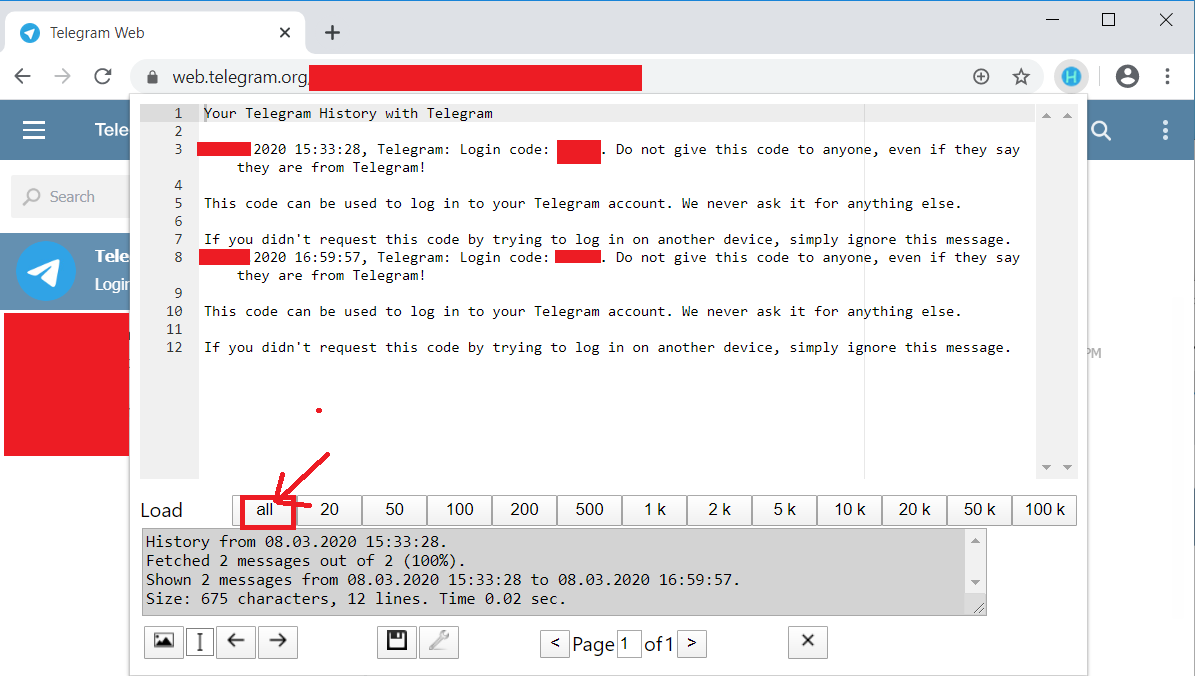 Telegram Web
web.telegram.org
H
Tele
Search
Tele
Login
PM
1 Your Telegram History with Telegram
2
3 2020 15:33:28, Telegram: Login code: . Do not give this code to anyone, even if they say
they are from Telegram!
4
5 This code can be used to log in to your Telegram account. We never ask it for anything else.
6
7 If you didn't request this code by trying to log in on another device, simply ignore this message.
8 2020 16:59:57, Telegram: Login code: . Do not give this code to anyone, even if they say
they are from Telegram!
9
10 This code can be used to log in to your Telegram account. We never ask it for anything else.
11
12 If you didn't request this code by trying to log in on another device, simply ignore this message.
Load all 20 50 100 200 500 1 k 2 k 5 k 10 k 20 k 50 k 100 k
History from 08.03.2020 15:33:28.
Fetched 2 messages out of 2 (100%).
Shown 2 messages from 08.03.2020 15:33:28 to 08.03.2020 16:59:57.
Size: 675 characters, 12 lines. Time 0.02 sec.
< Page 1 of 1 >